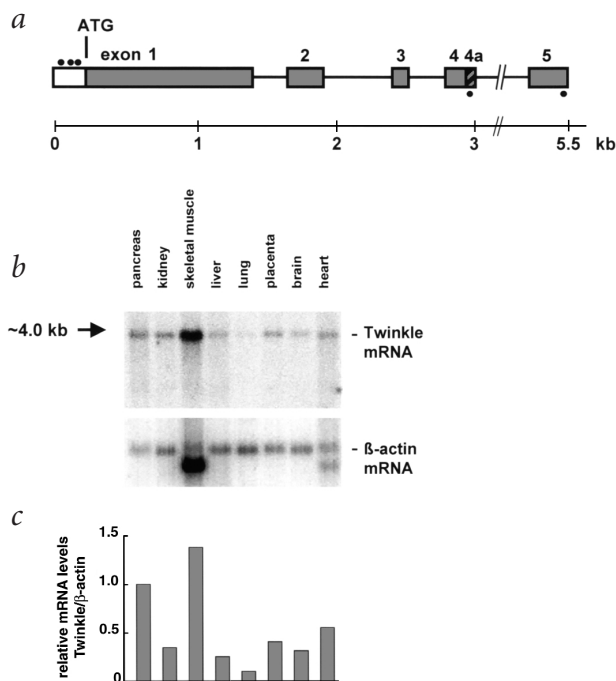 a
ATG
exon 1 2 3 4 4a 5
0 1 2 3 5.5 kb
b
pancreas
kidney
skeletal muscle
liver
lung
placenta
brain
heart
~4.0 kb
- Twinkle
mRNA
- ß-actin
mRNA
c
relative mRNA levels
Twinkle/β-actin
1.5
1.0
0.5
0